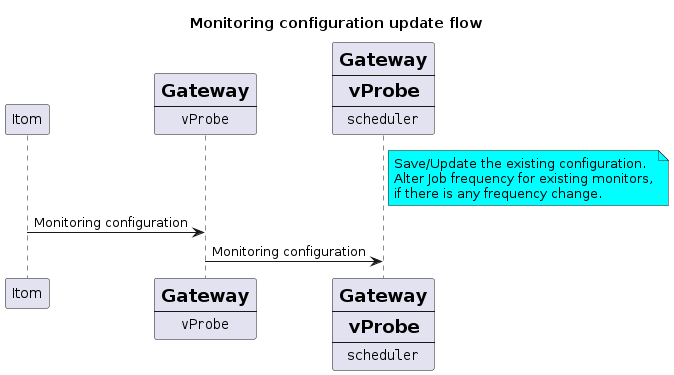 Monitoring configuration update flow
Itom
Gateway
vProbe
Gateway
vProbe
scheduler
Save/Update the existing configuration.
Alter Job frequency for existing monitors,
if there is any frequency change.
Monitoring configuration
Monitoring configuration
Itom
Gateway
vProbe
Gateway
vProbe
scheduler